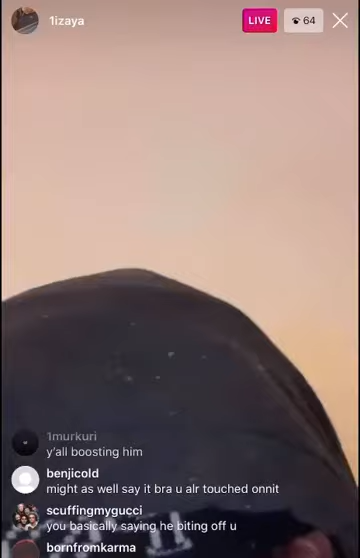 1izaya
LIVE
64
1murkuri
y'all boosting him
benjicold
might as well say it bra u alr touched onnit
scuffingmygucci
you basically saying he biting off u
bornfromkarma